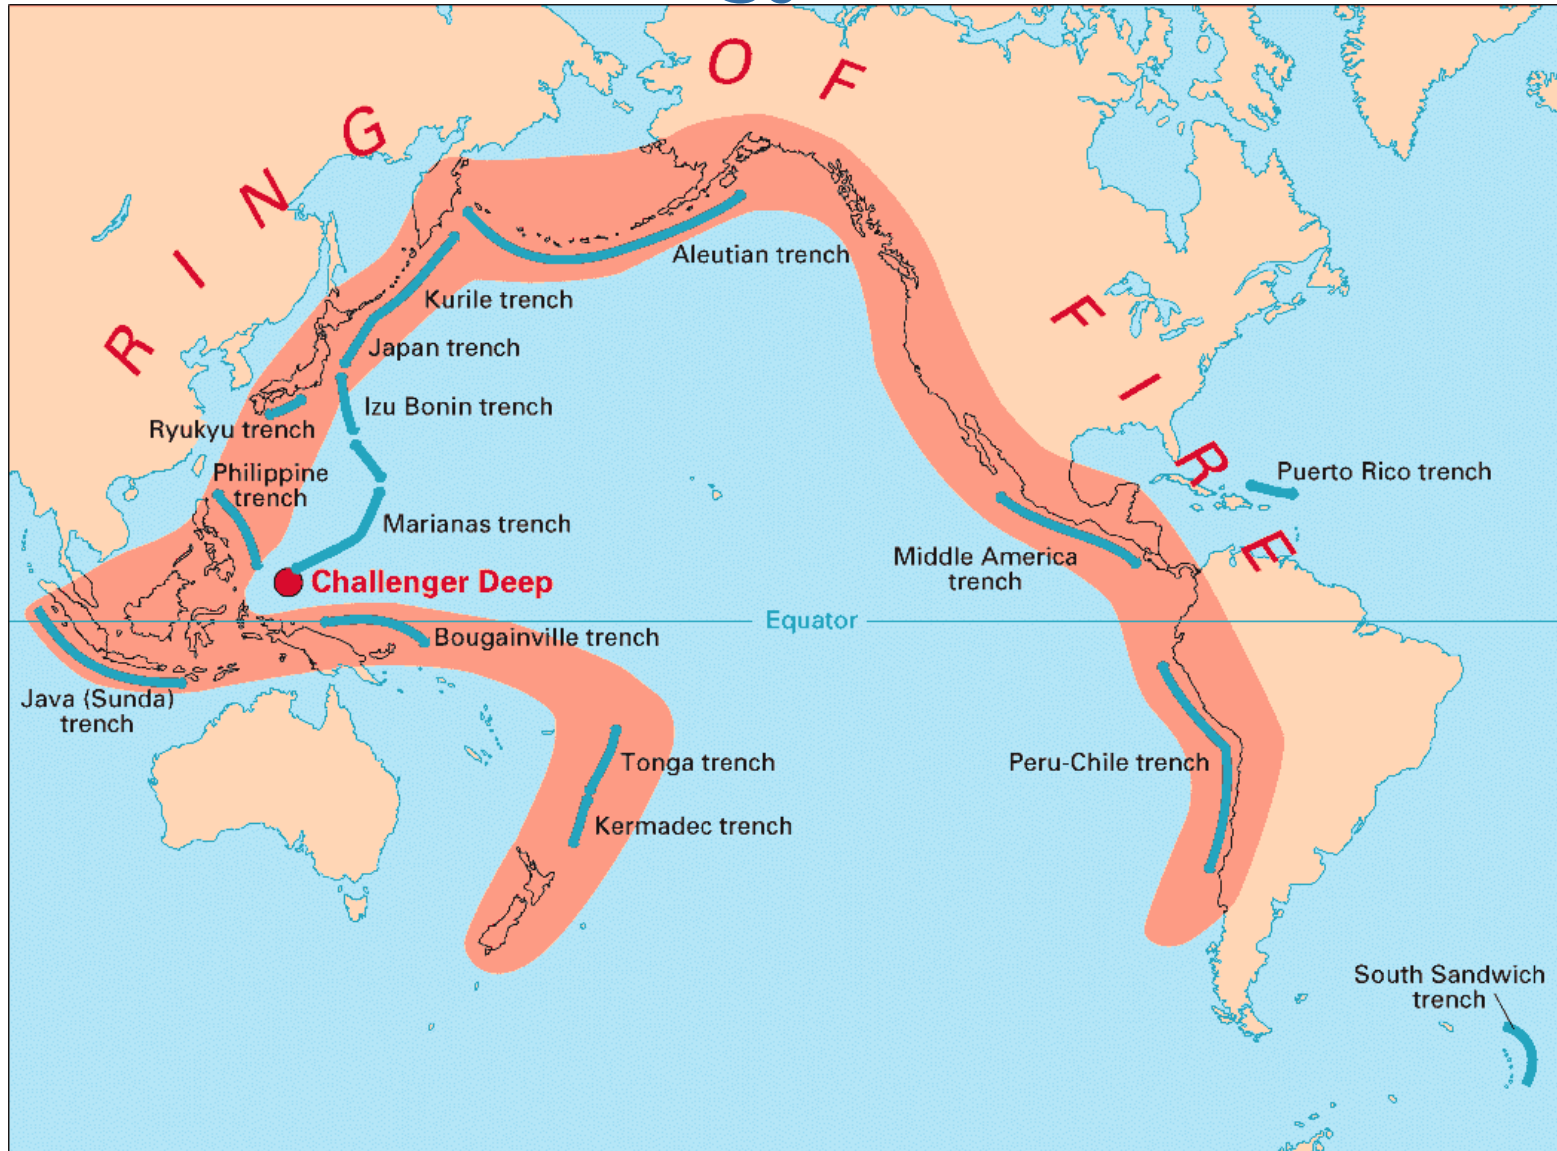 RING OF FIRE
Aleutian trench
Kurile trench
Japan trench
Izu Bonin trench
Ryukyu trench
Philippine
trench
Marianas trench
Challenger Deep
Bougainville trench
Equator
Java (Sunda)
trench
Tonga trench
Kermadec trench
Middle America
trench
Puerto Rico trench
Peru-Chile trench
South Sandwich
trench